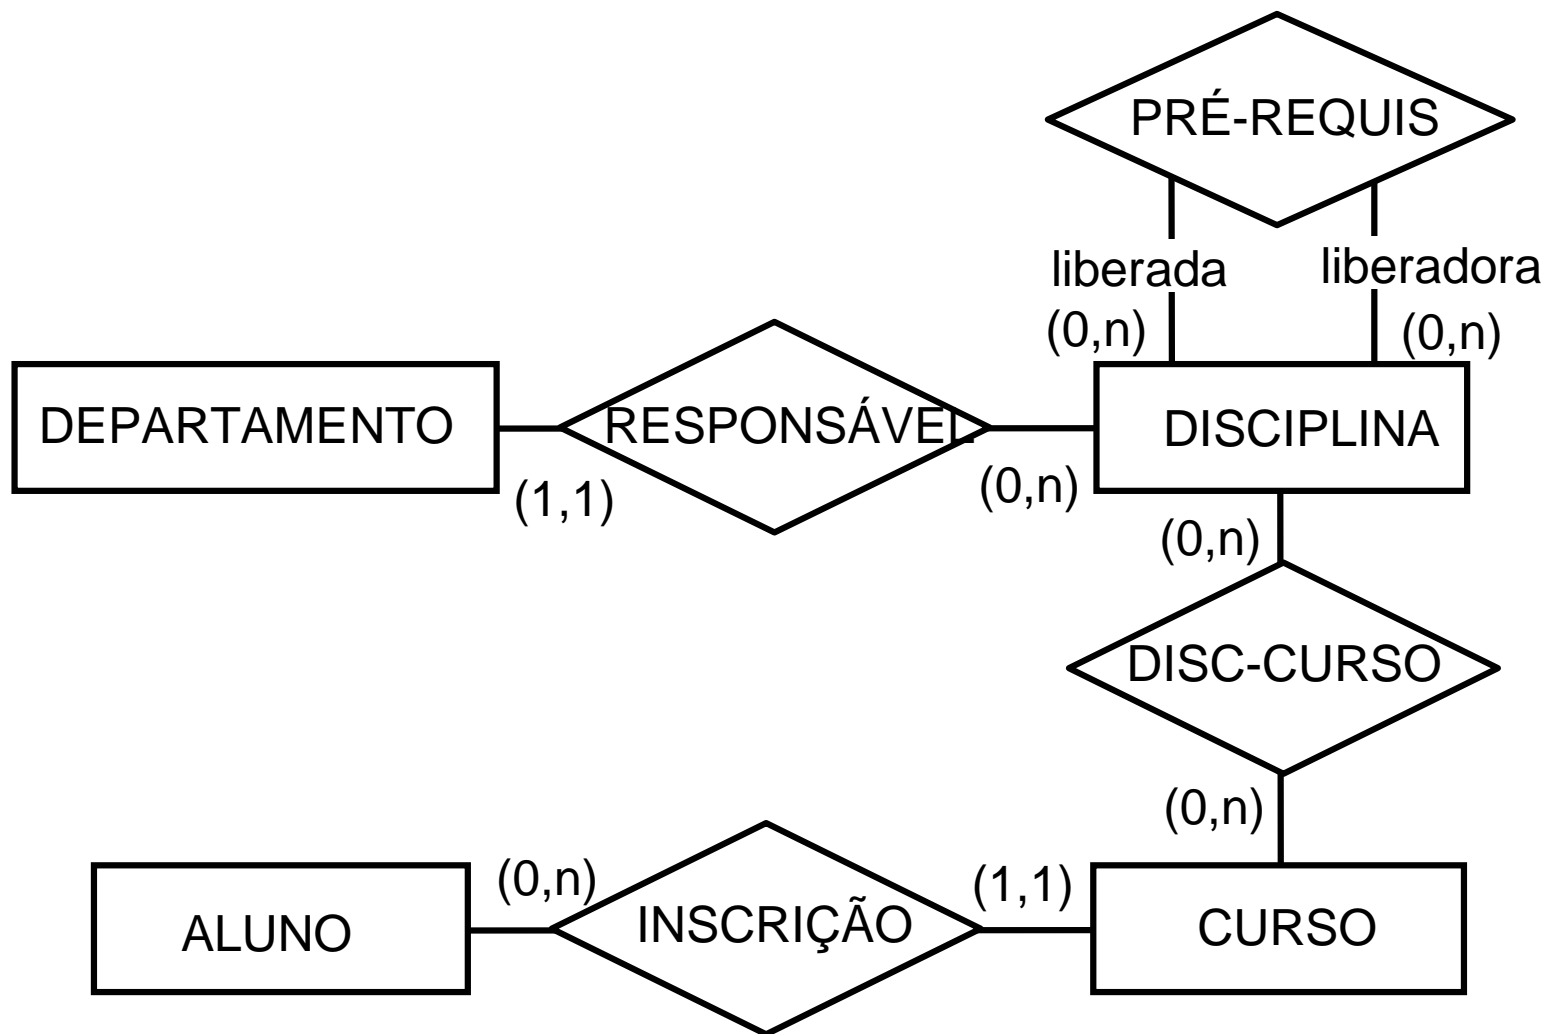 PRÉ-REQUIS
liberada
liberadora
(0,n)
(0,n)
DEPARTAMENTO
RESPONSÁVEL
DISCIPLINA
(1,1)
(0,n)
(0,n)
DISC-CURSO
(0,n)
(0,n)
(1,1)
ALUNO
INSCRIÇÃO
CURSO